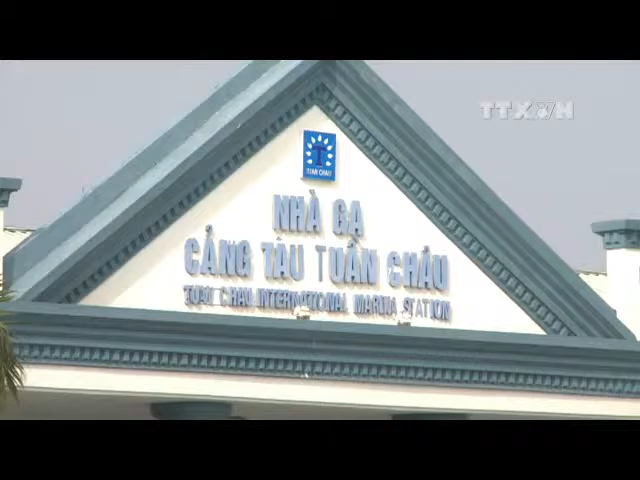 TTXVN
TUAN CHAU
NHÀ GA
CẢNG TÀU TUẦN CHÂU
TUAN CHAU INTERNATIONAL MARINA STATION